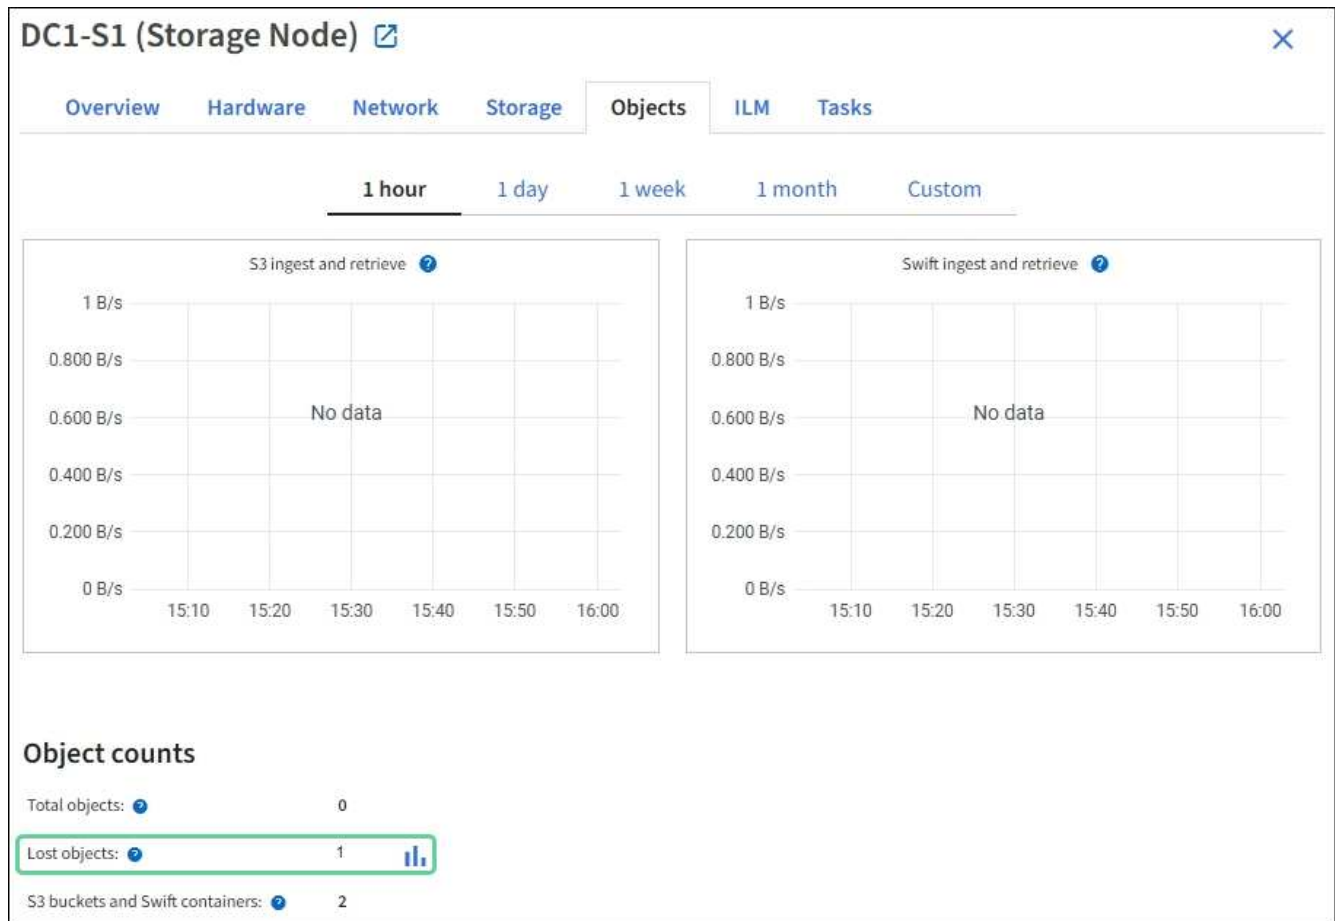 DC1-S1 (Storage Node)
Overview Hardware Network Storage Objects ILM Tasks
1 hour 1 day 1 week 1 month Custom
S3 ingest and retrieve
1 B/s
0.800 B/s
0.600 B/s
0.400 B/s
0.200 B/s
0 B/s
No data
15:10 15:20 15:30 15:40 15:50 16:00
Swift ingest and retrieve
1 B/s
0.800 B/s
0.600 B/s
0.400 B/s
0.200 B/s
0 B/s
No data
15:10 15:20 15:30 15:40 15:50 16:00
Object counts
Total objects: ? 0
Lost objects: ? 1
S3 buckets and Swift containers: ? 2